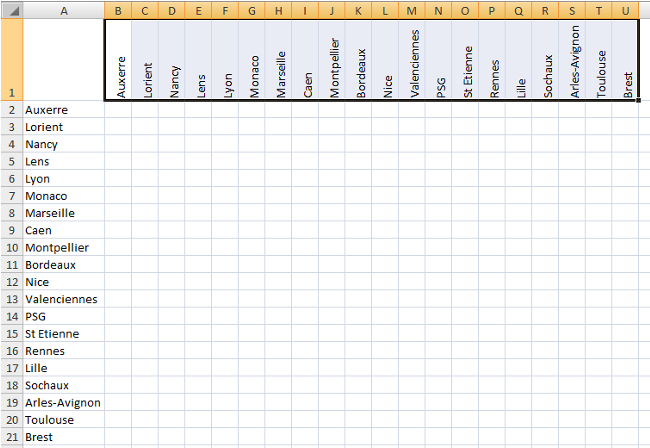 A B C D E F G H I J K L M N O P Q R S T U
1 Auxerre Lorient Nancy Lens Lyon Monaco Marseille Caen Montpellier Bordeaux Nice Valenciennes PSG St Etienne Rennes Lille Sochaux Arles-Avignon Toulouse Brest
2 Auxerre
3 Lorient
4 Nancy
5 Lens
6 Lyon
7 Monaco
8 Marseille
9 Caen
10 Montpellier
11 Bordeaux
12 Nice
13 Valenciennes
14 PSG
15 St Etienne
16 Rennes
17 Lille
18 Sochaux
19 Arles-Avignon
20 Toulouse
21 Brest